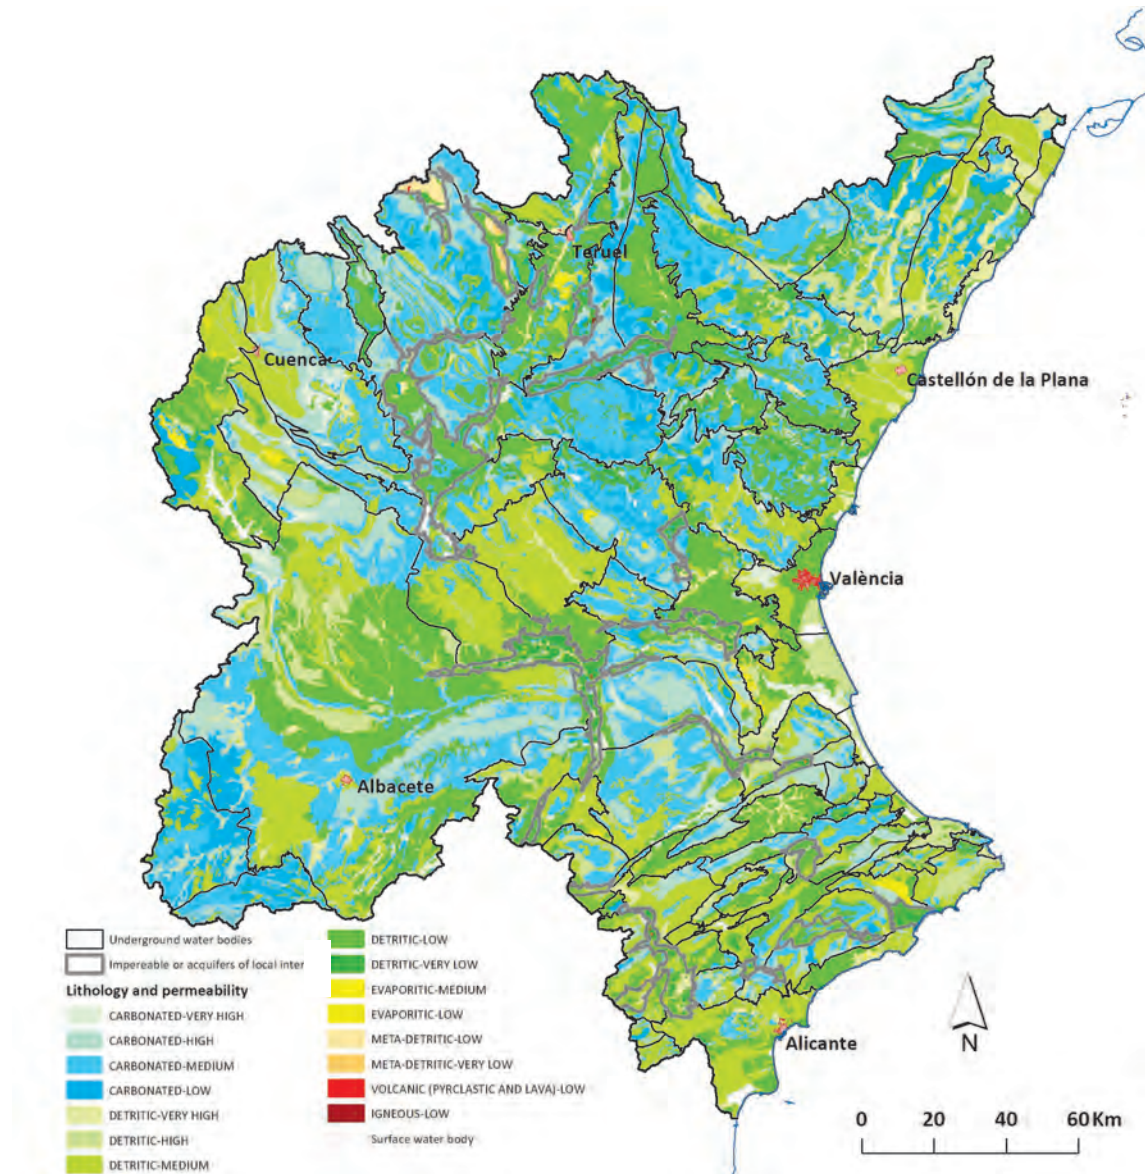 Teruel
Cuenca
Castellón de la Plana
València
Albacete
Alicante
N
0 20 40 60 Km
Underground water bodies
Impereable or acquifers of local inter
Lithology and permeability
CARBONATED-VERY HIGH
CARBONATED-HIGH
CARBONATED-MEDIUM
CARBONATED-LOW
DETRITIC-VERY HIGH
DETRITIC-HIGH
DETRITIC-MEDIUM
DETRITIC-LOW
DETRITIC-VERY LOW
EVAPORITIC-MEDIUM
EVAPORITIC-LOW
META-DETRITIC-LOW
META-DETRITIC-VERY LOW
VOLCANIC (PYRCLASTIC AND LAVA)-LOW
IGNEOUS-LOW
Surface water body